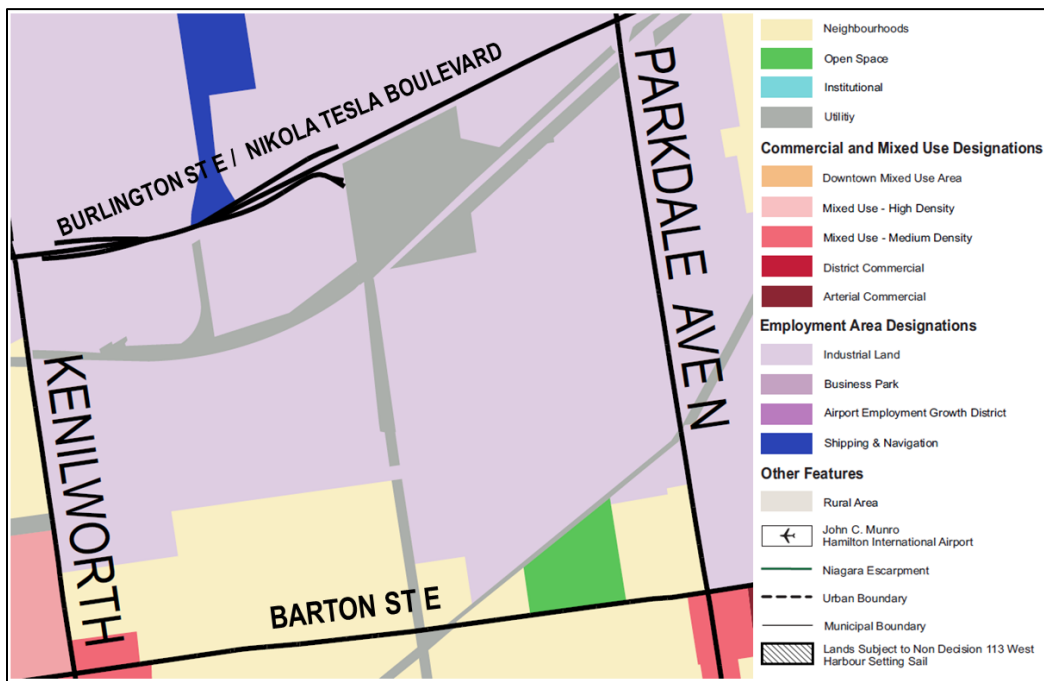 BURLINGTON ST E / NIKOLA TESLA BOULEVARD
PARKDALE AVE N
KENILWORTH
BARTON ST E
Neighbourhoods
Open Space
Institutional
Utilitiy
Commercial and Mixed Use Designations
Downtown Mixed Use Area
Mixed Use - High Density
Mixed Use - Medium Density
District Commercial
Arterial Commercial
Employment Area Designations
Industrial Land
Business Park
Airport Employment Growth District
Shipping & Navigation
Other Features
Rural Area
John C. Munro
Hamilton International Airport
Niagara Escarpment
Urban Boundary
Municipal Boundary
Lands Subject to Non Decision 113 West
Harbour Setting Sail